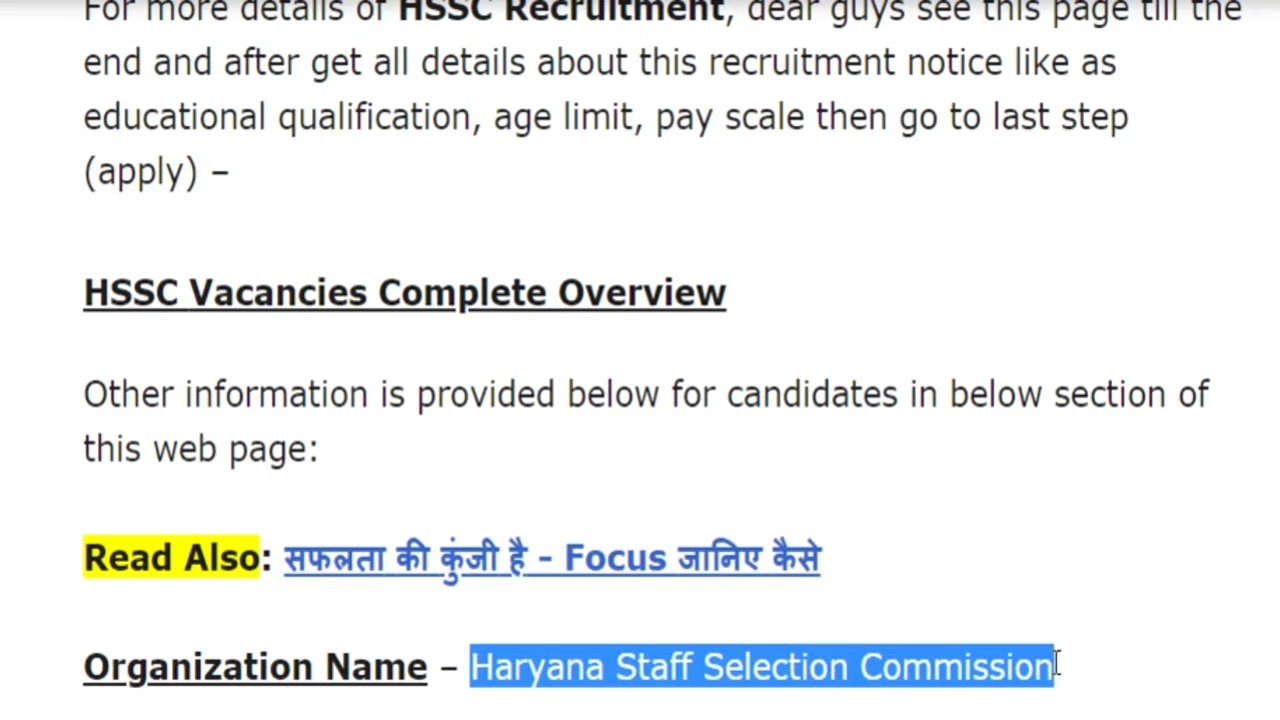 For more details of HSSC Recruitment, dear guys see this page till the
end and after get all details about this recruitment notice like as
educational qualification, age limit, pay scale then go to last step
(apply) –
HSSC Vacancies Complete Overview
Other information is provided below for candidates in below section of
this web page:
Read Also: सफलता की कुंजी है – Focus जानिए कैसे
Organization Name – Haryana Staff Selection Commission